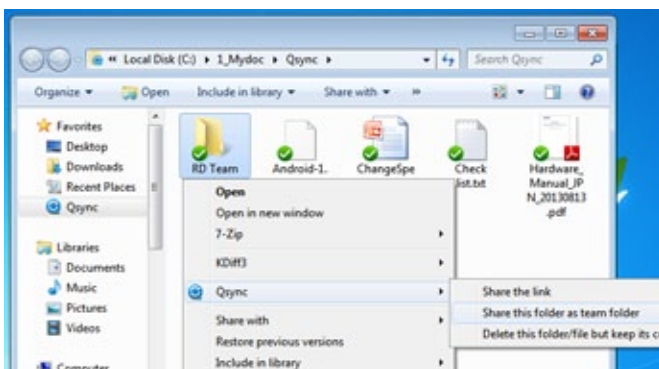 « Local Disk (C:) ▸ 1_Mydoc ▸ Qsync ▸
Search Qsync
Organize
Open
Include in library
Share with
»
Favorites
Desktop
Downloads
Recent Places
Qsync
Libraries
Documents
Music
Pictures
Videos
Computer
RD Team
Android-1.
ChangeSpe
Check
list.txt
Hardware_
Manual_JP
N_20130813
.pdf
Open
Open in new window
7-Zip
KDiff3
Qsync
Share with
Restore previous versions
Include in library
Share the link
Share this folder as team folder
Delete this folder/file but keep its c